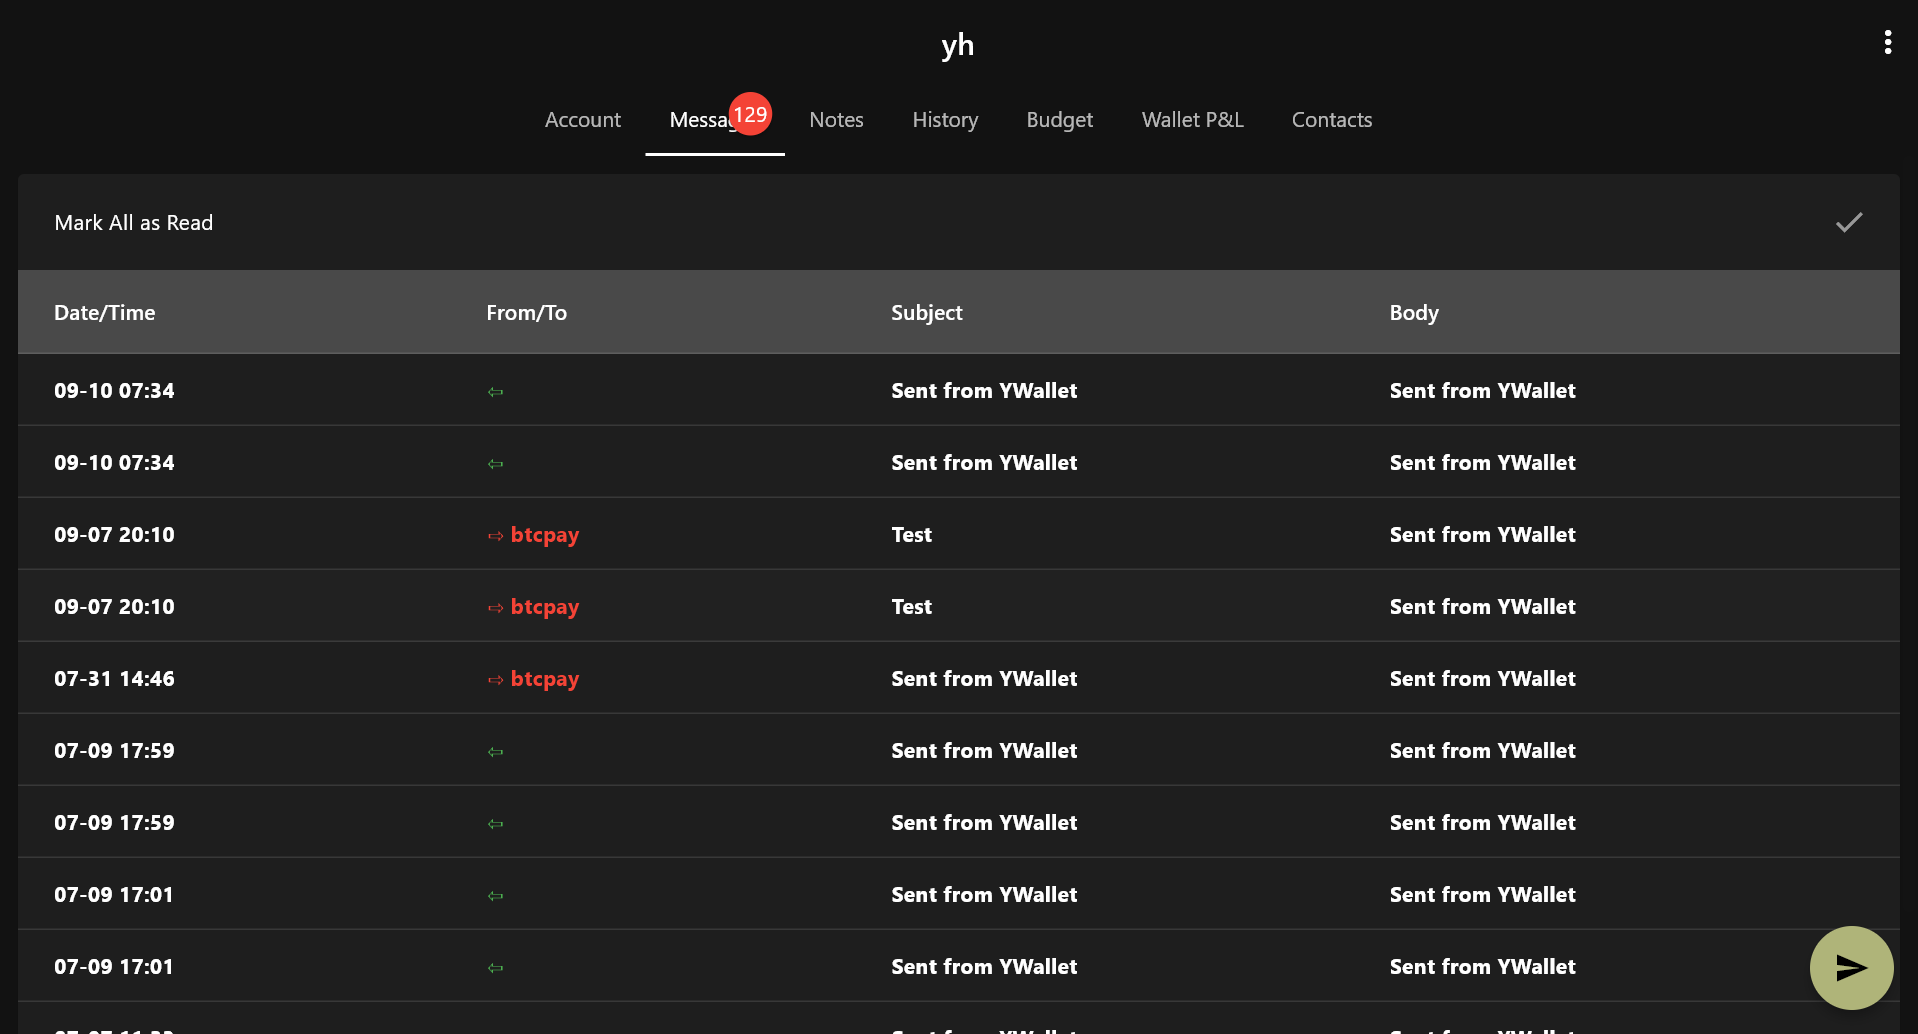 yh
Account Messag 129 Notes History Budget Wallet P&L Contacts
Mark All as Read
Date/Time From/To Subject Body
09-10 07:34 ⇦ Sent from YWallet Sent from YWallet
09-10 07:34 ⇦ Sent from YWallet Sent from YWallet
09-07 20:10 ⇨ btcpay Test Sent from YWallet
09-07 20:10 ⇨ btcpay Test Sent from YWallet
07-31 14:46 ⇨ btcpay Sent from YWallet Sent from YWallet
07-09 17:59 ⇦ Sent from YWallet Sent from YWallet
07-09 17:59 ⇦ Sent from YWallet Sent from YWallet
07-09 17:01 ⇦ Sent from YWallet Sent from YWallet
07-09 17:01 ⇦ Sent from YWallet Sent from YWallet